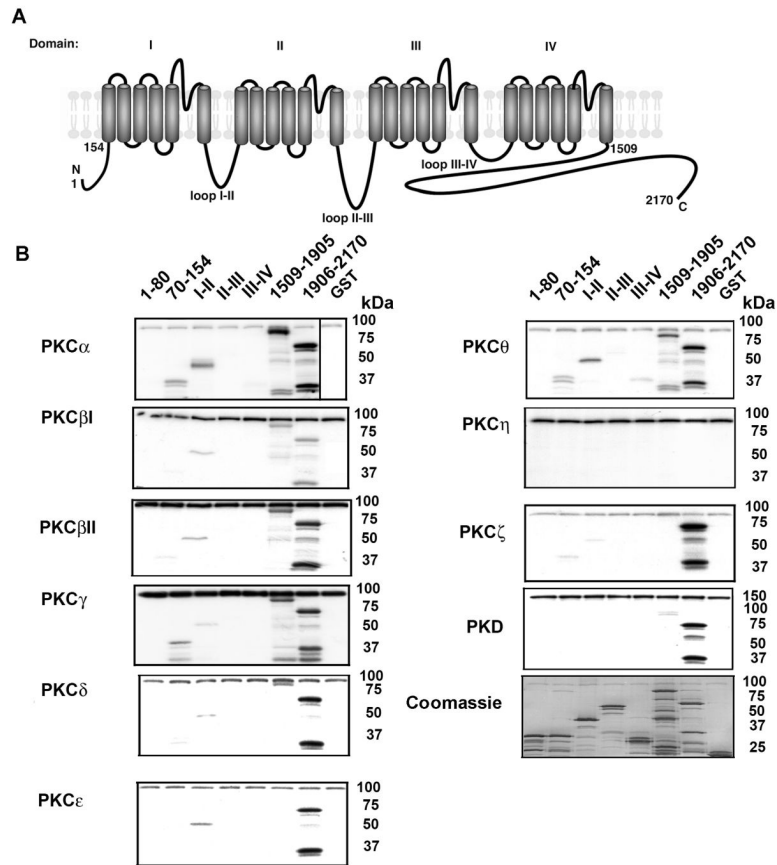 A
Domain: I II III IV
154
N
1
loop I-II
loop II-III
loop III-IV
1509
2170
C
B
1-80 70-154 I-II II-III III-IV 1509-1905 1906-2170 GST
kDa
PKCα
100
75
50
37
PKCβI
100
75
50
37
PKCβII
100
75
50
37
PKCγ
100
75
50
37
PKCδ
100
75
50
37
PKCε
100
75
50
37
1-80 70-154 I-II II-III III-IV 1509-1905 1906-2170 GST
kDa
PKCθ
100
75
50
37
PKCη
100
75
50
37
PKCζ
100
75
50
37
PKD
150
100
75
50
37
Coomassie
100
75
50
37
25